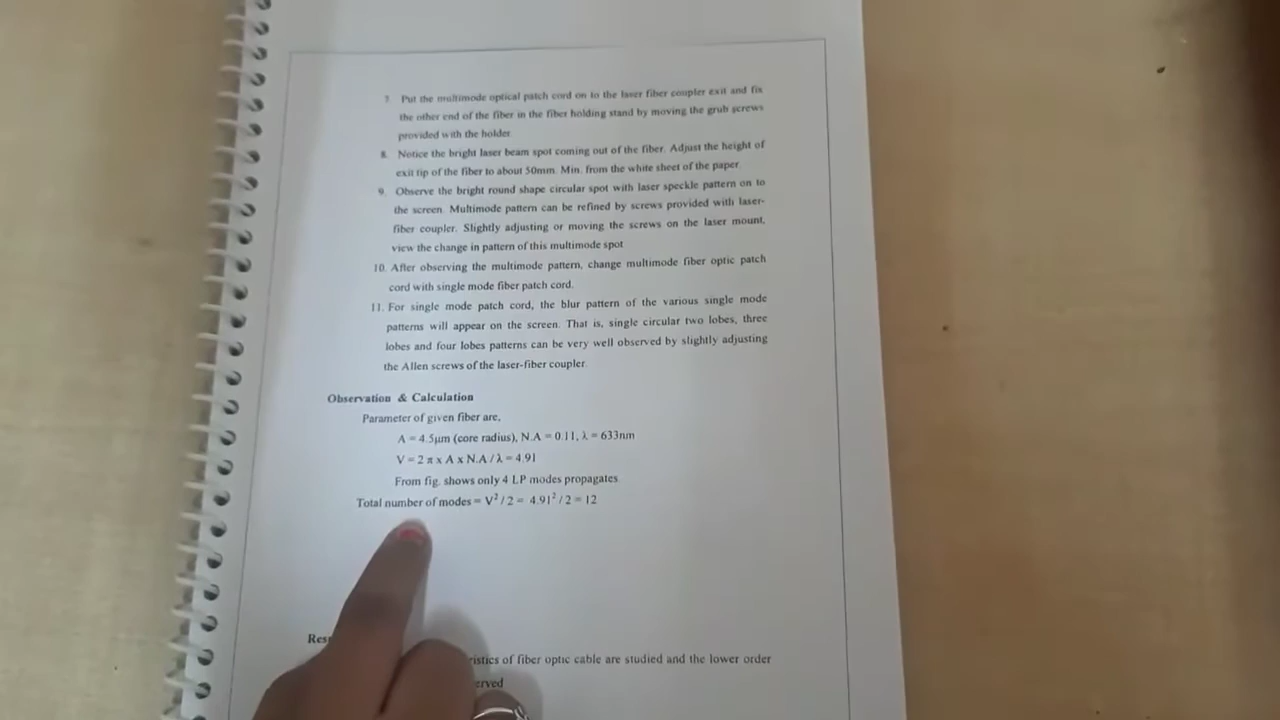 7. Put the multimode optical patch cord on to the laser fiber coupler exit and fix
the other end of the fiber in the fiber holding stand by moving the grub screws
provided with the holder
8. Notice the bright laser beam spot coming out of the fiber. Adjust the height of
exit tip of the fiber to about 50mm. Min. from the white sheet of the paper.
9. Observe the bright round shape circular spot with laser speckle pattern on to
the screen. Multimode pattern can be refined by screws provided with laser-
fiber coupler. Slightly adjusting or moving the screws on the laser mount,
view the change in pattern of this multimode spot
10. After observing the multimode pattern, change multimode fiber optic patch
cord with single mode fiber patch cord.
11. For single mode patch cord, the blur pattern of the various single mode
patterns will appear on the screen. That is, single circular two lobes, three
lobes and four lobes patterns can be very well observed by slightly adjusting
the Allen screws of the laser-fiber coupler.
Observation & Calculation
Parameter of given fiber are,
A = 4.5μm (core radius), N.A = 0.11, λ = 633nm
V = 2 π x A x N.A / λ = 4.91
From fig. shows only 4 LP modes propagates
Total number of modes = V² / 2 = 4.91² / 2 = 12
of fiber optic cable are studied and the lower order